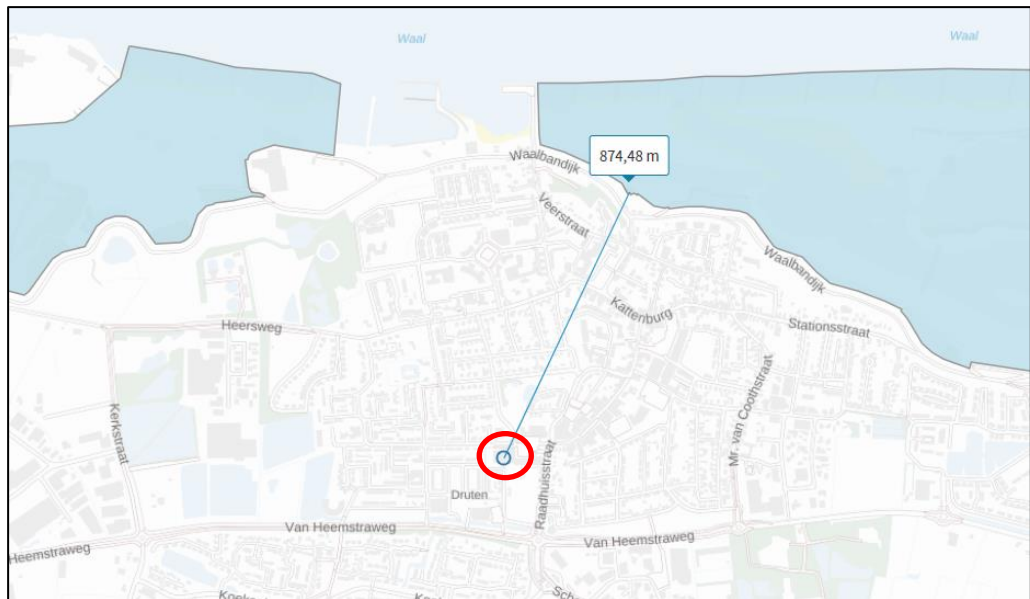 Waal
Waal
874,48 m
Waalbandijk
Veerstraat
Waalbandijk
Kattenburg
Heersweg
Stationsstraat
Mr. van Coothstraat
Kerkstraat
Raadhuisstraat
Druten
Van Heemstraweg
Van Heemstraweg
Heemstraweg